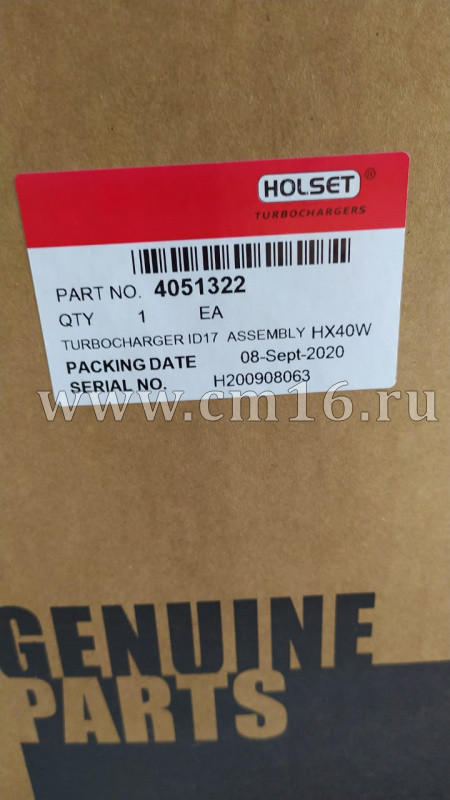 HOLSET®
TURBOCHARGERS
PART NO. 4051322
QTY 1 EA
TURBOCHARGER ID17 ASSEMBLY HX40W
PACKING DATE 08-Sept-2020
SERIAL NO. H200908063
www.cm16.ru
GENUINE
PARTS